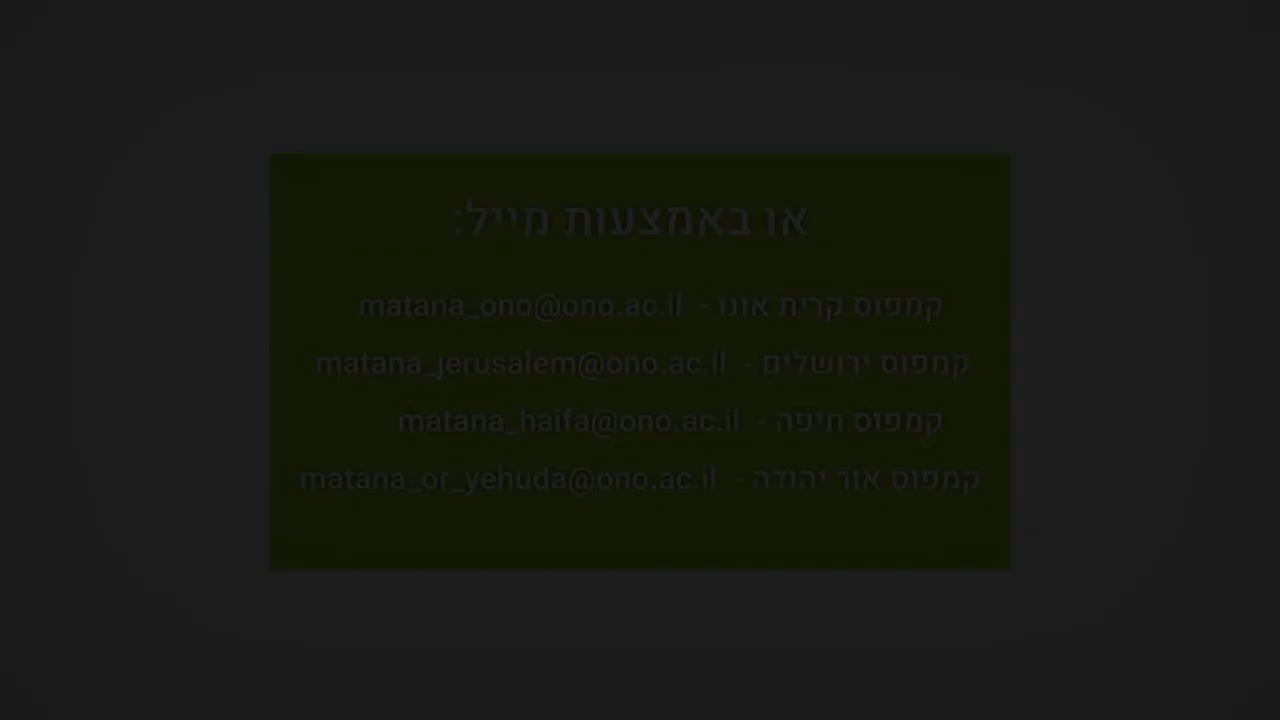 או באמצעות מייל:
קמפוס קרית אונו - matana_ono@ono.ac.il
קמפוס ירושלים - matana_jerusalem@ono.ac.il
קמפוס חיפה - matana_haifa@ono.ac.il
קמפוס אור יהודה - matana_or_yehuda@ono.ac.il